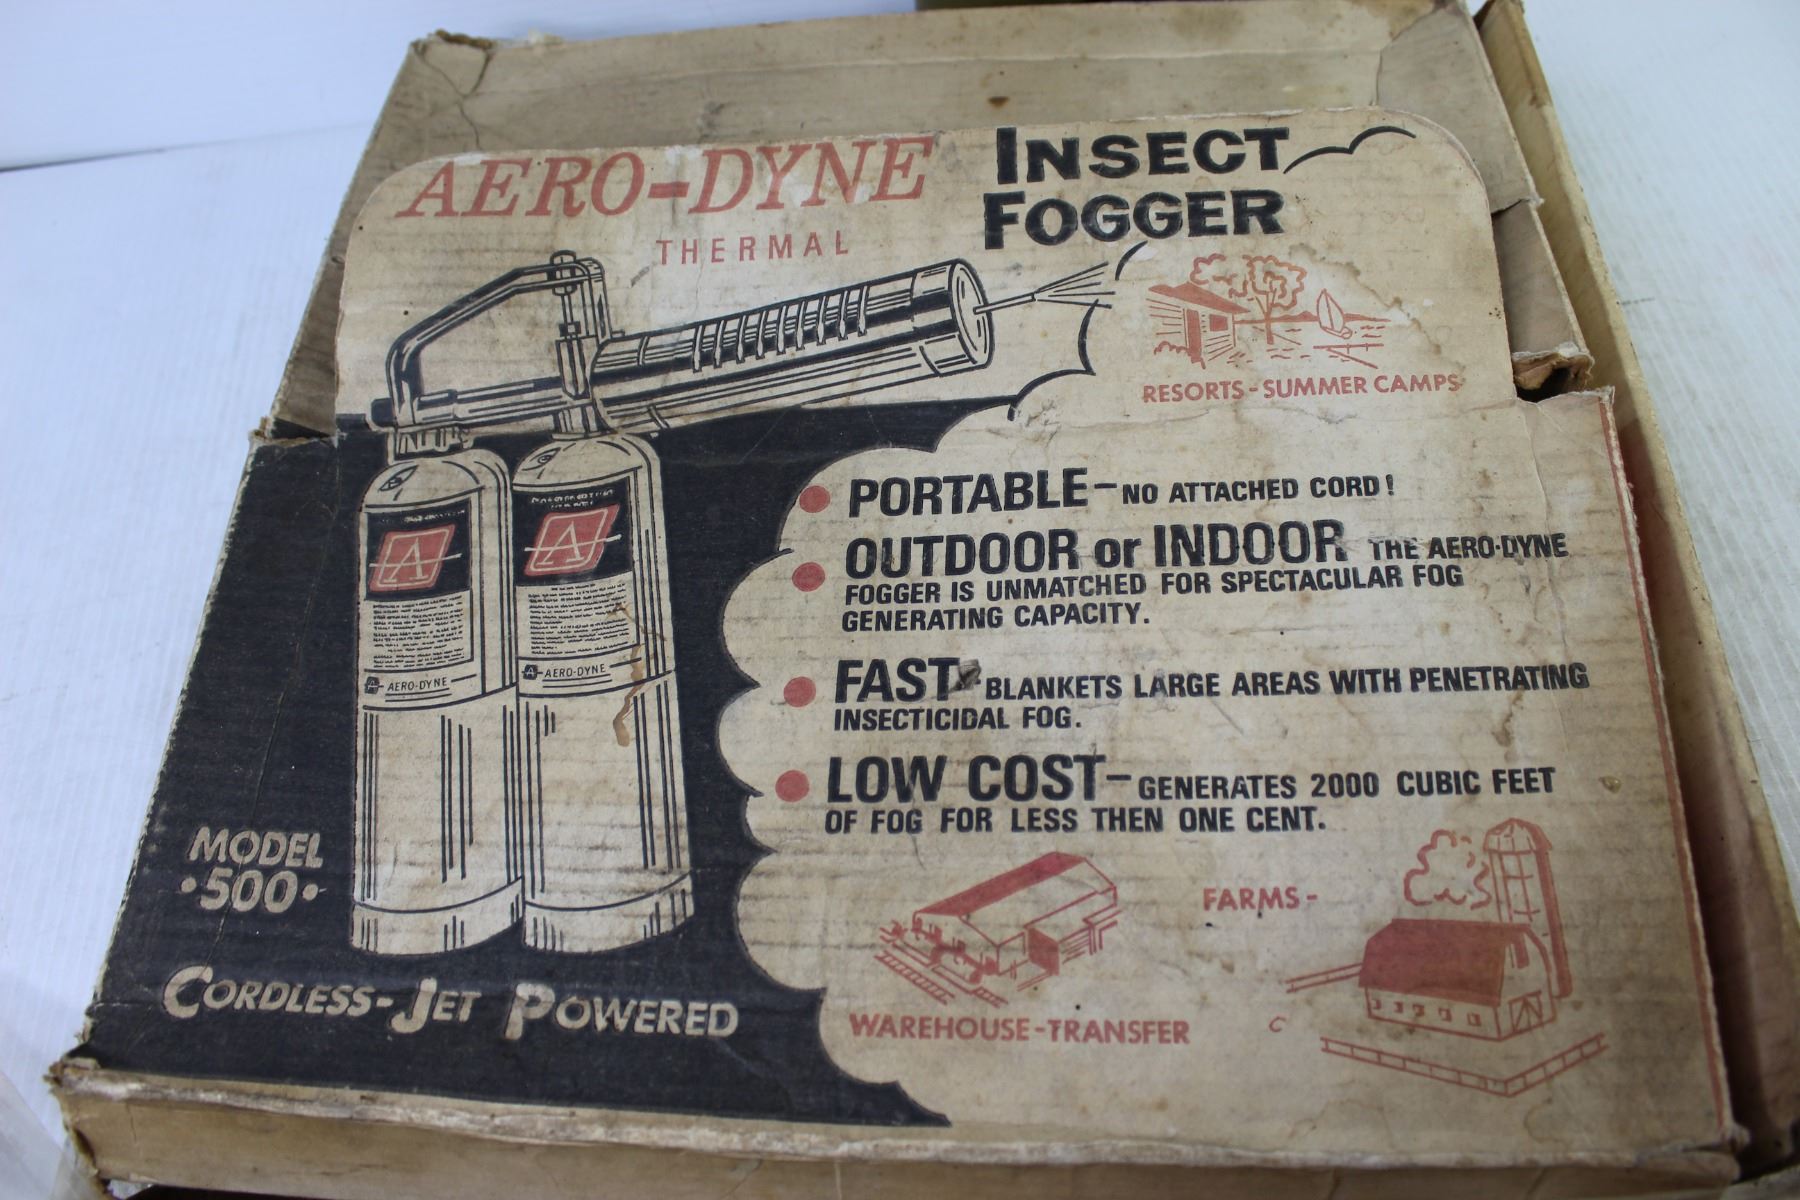 AERO-DYNE
THERMAL
INSECT
FOGGER
RESORTS-SUMMER CAMPS
PORTABLE-NO ATTACHED CORD!
OUTDOOR or INDOOR THE AERO-DYNE
FOGGER IS UNMATCHED FOR SPECTACULAR FOG
GENERATING CAPACITY.
FAST-BLANKETS LARGE AREAS WITH PENETRATING
INSECTICIDAL FOG.
LOW COST-GENERATES 2000 CUBIC FEET
OF FOG FOR LESS THEN ONE CENT.
A
A
A AERO-DYNE
A AERO-DYNE
MODEL
•500•
CORDLESS-JET POWERED
FARMS-
WAREHOUSE-TRANSFER
C